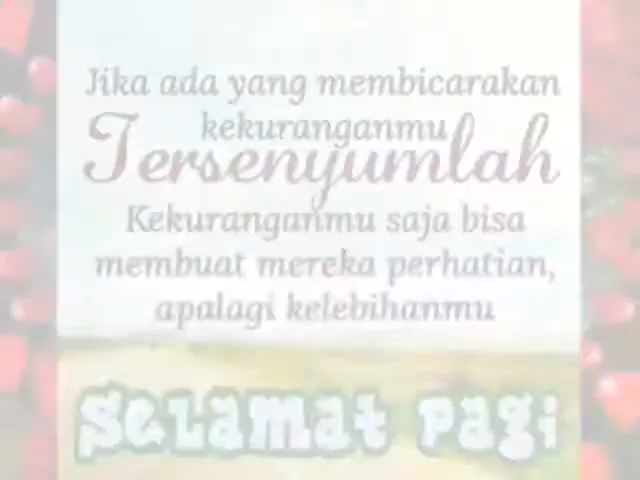 Jika ada yang membicarakan
kekuranganmu
Tersenyumlah
Kekuranganmu saja bisa
membuat mereka perhatian,
apalagi kelebihanmu
Selamat Pagi